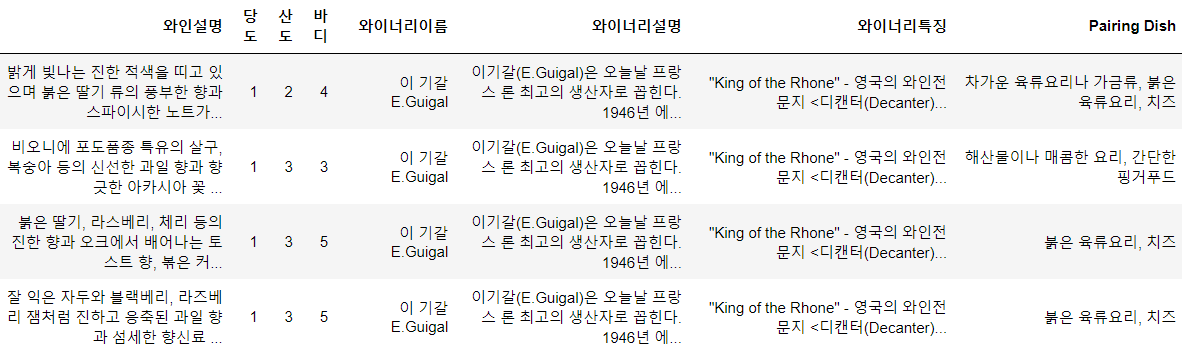 와인설명 당도 산도 바디 와이너리이름 와이너리설명 와이너리특징 Pairing Dish
밝게 빛나는 진한 적색을 띠고 있
으며 붉은 딸기 류의 풍부한 향과
스파이시한 노트가...
1
2
4
이 기갈
E.Guigal
이기갈(E.Guigal)은 오늘날 프랑
스 론 최고의 생산자로 꼽힌다.
1946년 에...
"King of the Rhone" - 영국의 와인전
문지 <디캔터(Decanter)...
차가운 육류요리나 가금류, 붉은
육류요리, 치즈
비오니에 포도품종 특유의 살구,
복숭아 등의 신선한 과일 향과 향
긋한 아카시아 꽃 ...
1
3
3
이 기갈
E.Guigal
이기갈(E.Guigal)은 오늘날 프랑
스 론 최고의 생산자로 꼽힌다.
1946년 에...
"King of the Rhone" - 영국의 와인전
문지 <디캔터(Decanter)...
해산물이나 매콤한 요리, 간단한
핑거푸드
붉은 딸기, 라스베리, 체리 등의
진한 향과 오크에서 배어나는 토
스트 향, 볶은 커...
1
3
5
이 기갈
E.Guigal
이기갈(E.Guigal)은 오늘날 프랑
스 론 최고의 생산자로 꼽힌다.
1946년 에...
"King of the Rhone" - 영국의 와인전
문지 <디캔터(Decanter)...
붉은 육류요리, 치즈
잘 익은 자두와 블랙베리, 라즈베
리 잼처럼 진하고 응축된 과일 향
과 섬세한 향신료 ...
1
3
5
이 기갈
E.Guigal
이기갈(E.Guigal)은 오늘날 프랑
스 론 최고의 생산자로 꼽힌다.
1946년 에...
"King of the Rhone" - 영국의 와인전
문지 <디캔터(Decanter)...
붉은 육류요리, 치즈